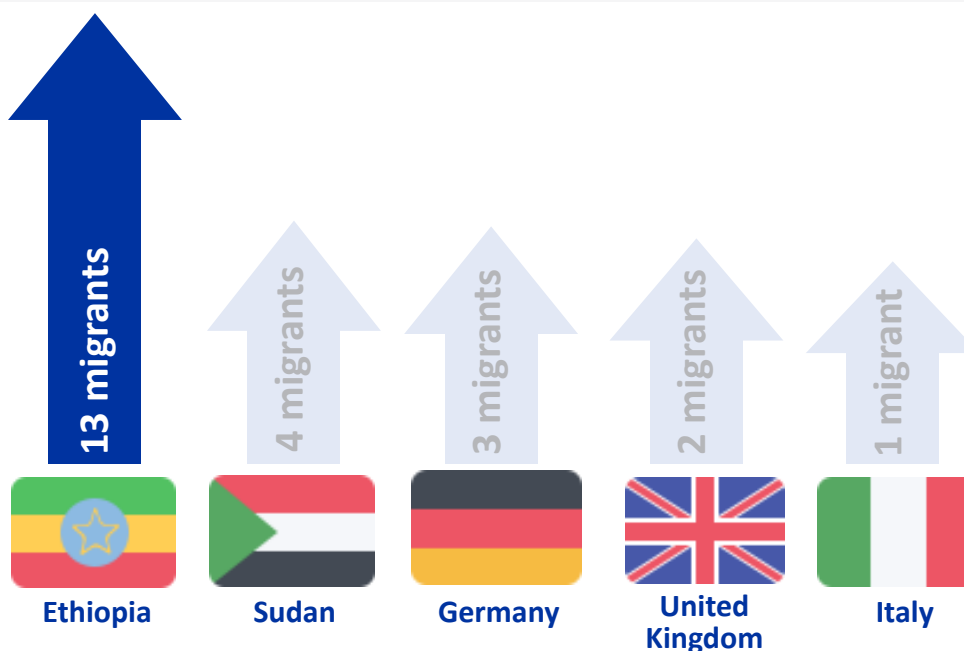 13 migrants
4 migrants
3 migrants
2 migrants
1 migrant
Ethiopia
Sudan
Germany
United
Kingdom
Italy